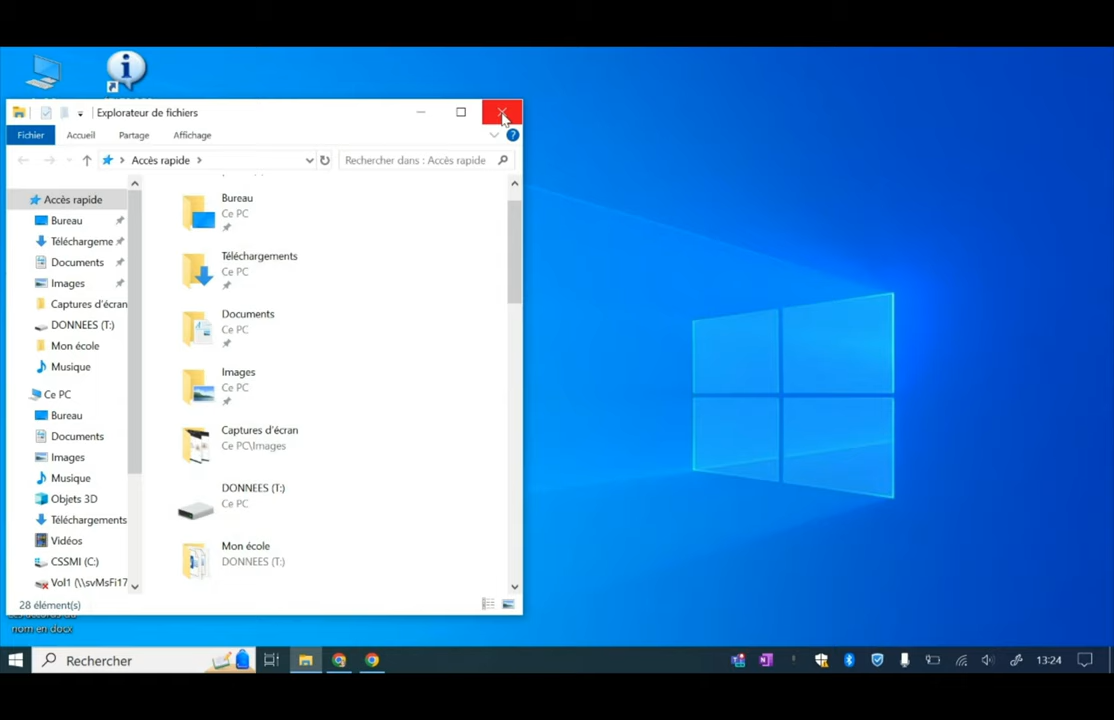 Explorateur de fichiers
Fichier Accueil Partage Affichage
Accès rapide
Rechercher dans : Accès rapide
Accès rapide
Bureau
Téléchargeme
Documents
Images
Captures d'écran
DONNEES (T:)
Mon école
Musique
Ce PC
Bureau
Documents
Images
Musique
Objets 3D
Téléchargements
Vidéos
CSSMI (C:)
Vol1 (\\svMsFi17
Bureau
Ce PC
Téléchargements
Ce PC
Documents
Ce PC
Images
Ce PC
Captures d'écran
Ce PC\Images
DONNEES (T:)
Ce PC
Mon école
DONNEES (T:)
28 élément(s)
nom en docx
Rechercher
13:24